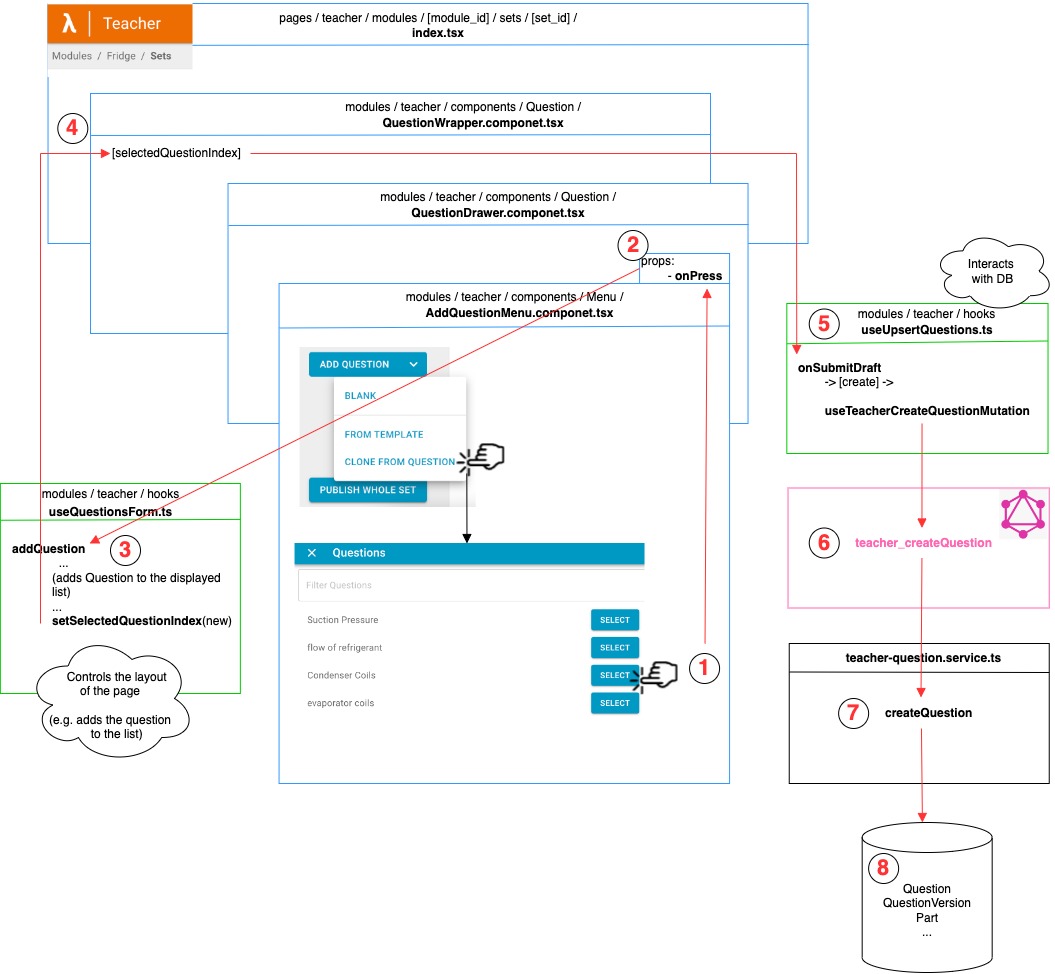 λ Teacher
Modules / Fridge / Sets
pages / teacher / modules / [module_id] / sets / [set_id] /
index.tsx
4
modules / teacher / components / Question /
QuestionWrapper.componet.tsx
[selectedQuestionIndex]
modules / teacher / components / Question /
QuestionDrawer.componet.tsx
2
props:
- onPress
modules / teacher / components / Menu /
AddQuestionMenu.componet.tsx
ADD QUESTION
BLANK
FROM TEMPLATE
CLONE FROM QUESTION
PUBLISH WHOLE SET
× Questions
Filter Questions
Suction Pressure SELECT
flow of refrigerant SELECT
Condenser Coils SELECT
evaporator coils SELECT
1
modules / teacher / hooks
useQuestionsForm.ts
addQuestion
3
...
(adds Question to the displayed
list)
...
setSelectedQuestionIndex(new)
Controls the layout
of the page
(e.g. adds the question
to the list)
Interacts
with DB
5
modules / teacher / hooks
useUpsertQuestions.ts
onSubmitDraft
-> [create] ->
useTeacherCreateQuestionMutation
6
teacher_createQuestion
teacher-question.service.ts
7
createQuestion
8
Question
QuestionVersion
Part
...